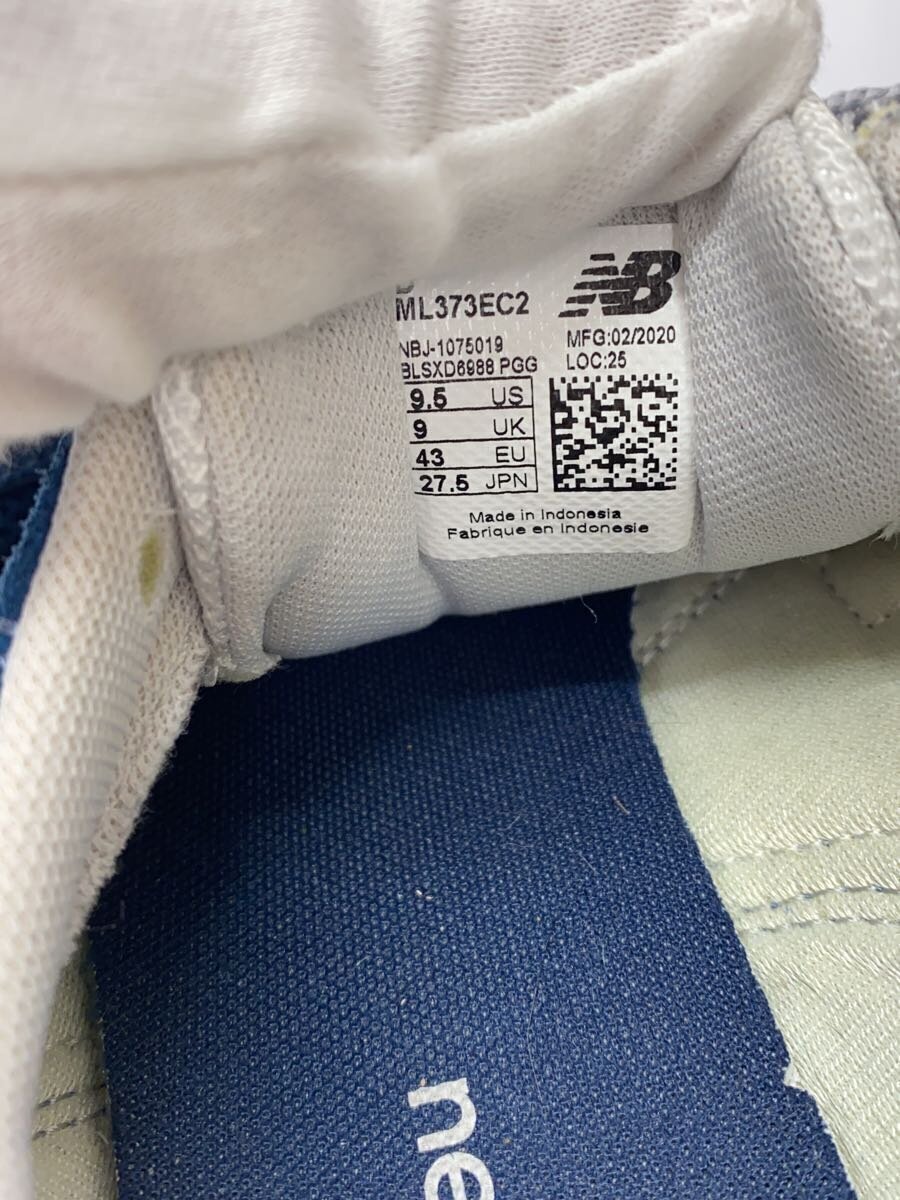 D
ML373EC2
NB
NBJ-1075019
BLSXD6988 PGG
MFG:02/2020
LOC:25
9.5 US
9 UK
43 EU
27.5 JPN
Made in Indonesia
Fabrique en Indonesie
ne